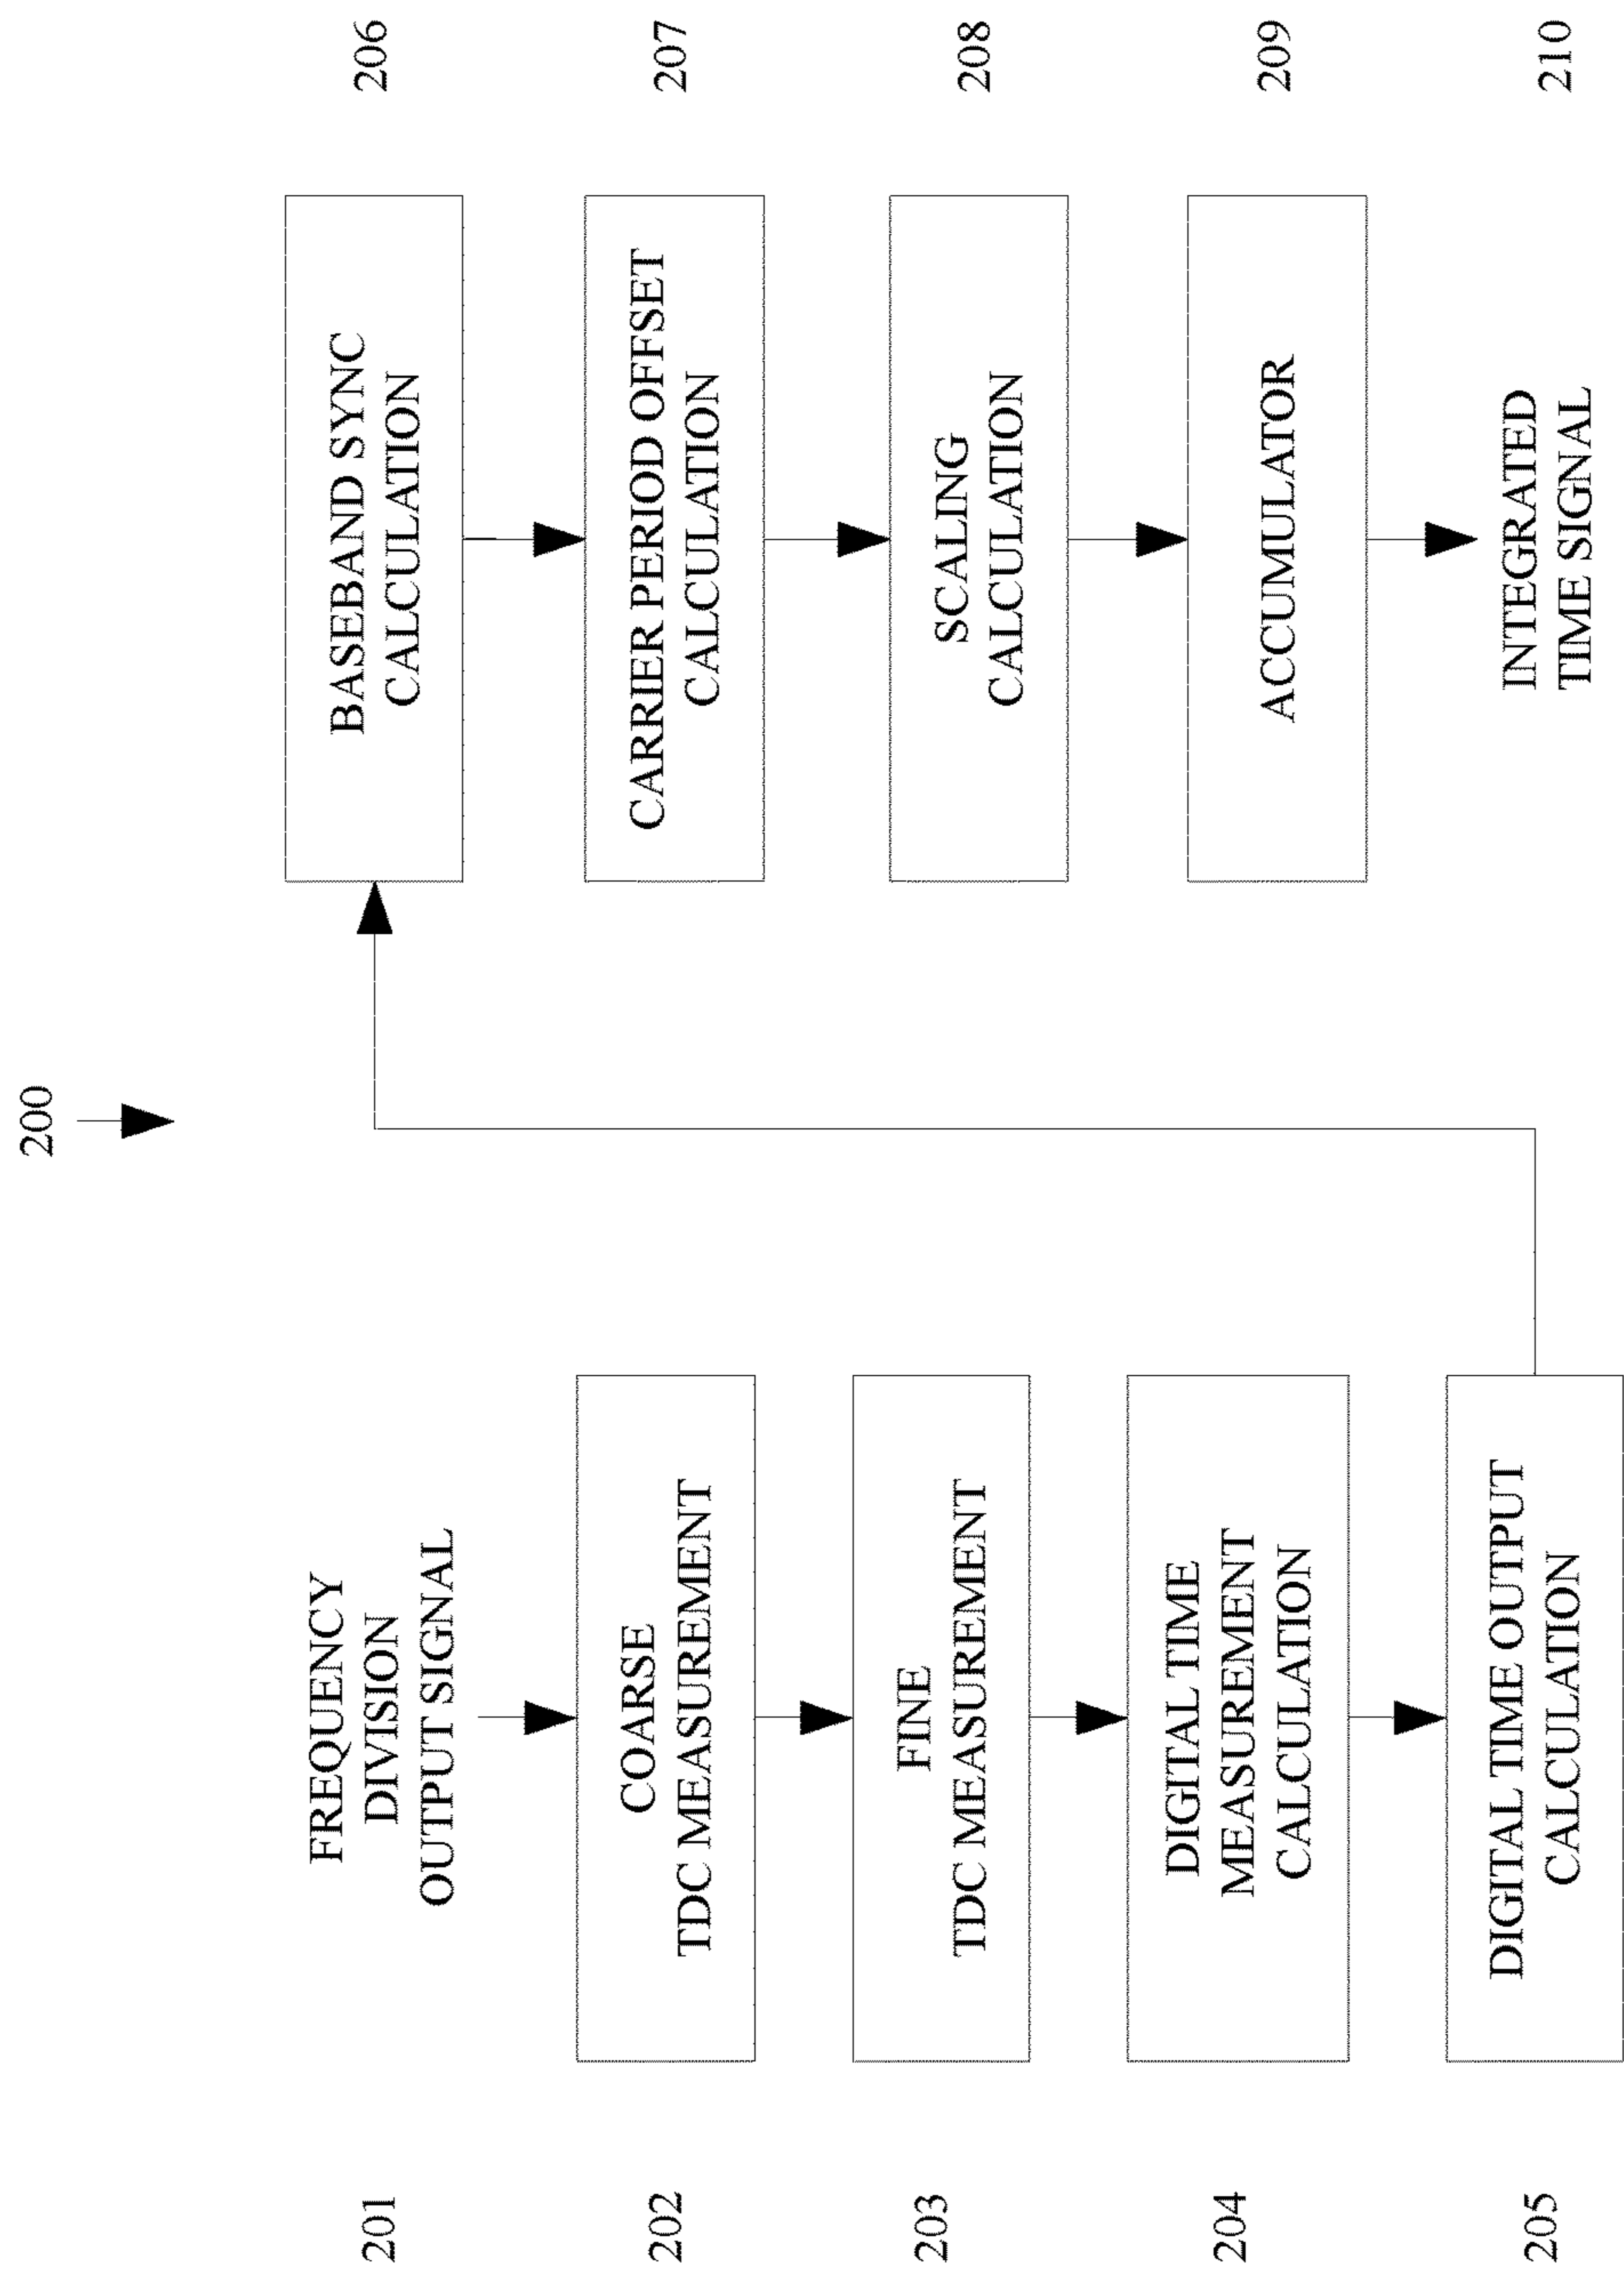 200
201
FREQUENCY
DIVISION
OUTPUT SIGNAL
202
COARSE
TDC MEASUREMENT
203
FINE
TDC MEASUREMENT
204
DIGITAL TIME
MEASUREMENT
CALCULATION
205
DIGITAL TIME OUTPUT
CALCULATION
BASEBAND SYNC
CALCULATION
206
CARRIER PERIOD OFFSET
CALCULATION
207
SCALING
CALCULATION
208
ACCUMULATOR
209
INTEGRATED
TIME SIGNAL
210